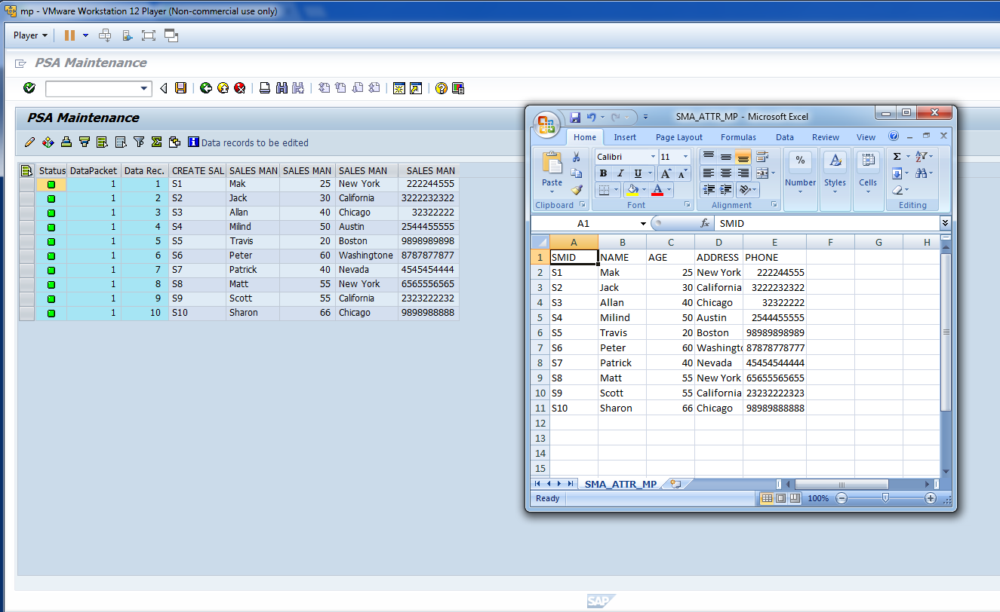 mp - VMware Workstation 12 Player (Non-commercial use only)
Player
PSA Maintenance
PSA Maintenance
Data records to be edited
Status DataPacket Data Rec. CREATE SAL SALES MAN SALES MAN SALES MAN SALES MAN
1 1 S1 Mak 25 New York 222244555
1 2 S2 Jack 30 California 3222232322
1 3 S3 Allan 40 Chicago 32322222
1 4 S4 Milind 50 Austin 2544455555
1 5 S5 Travis 20 Boston 9898989898
1 6 S6 Peter 60 Washingtone 8787877877
1 7 S7 Patrick 40 Nevada 4545454444
1 8 S8 Matt 55 New York 6565556565
1 9 S9 Scott 55 California 2323222232
1 10 S10 Sharon 66 Chicago 9898988888
SMA_ATTR_MP - Microsoft Excel
Home Insert Page Layout Formulas Data Review View
Calibri 11
Paste
B I U A A
A
%
Number
A
Styles
Cells
Σ
Clipboard Font Alignment Editing
A1 fx SMID
A B C D E F G H
1 SMID NAME AGE ADDRESS PHONE
2 S1 Mak 25 New York 222244555
3 S2 Jack 30 California 3222232322
4 S3 Allan 40 Chicago 32322222
5 S4 Milind 50 Austin 2544455555
6 S5 Travis 20 Boston 98989898989
7 S6 Peter 60 Washingt 87878778777
8 S7 Patrick 40 Nevada 45454544444
9 S8 Matt 55 New York 65655565655
10 S9 Scott 55 California 23232222323
11 S10 Sharon 66 Chicago 98989888888
12
13
14
15
SMA_ATTR_MP
Ready 100%
SAP